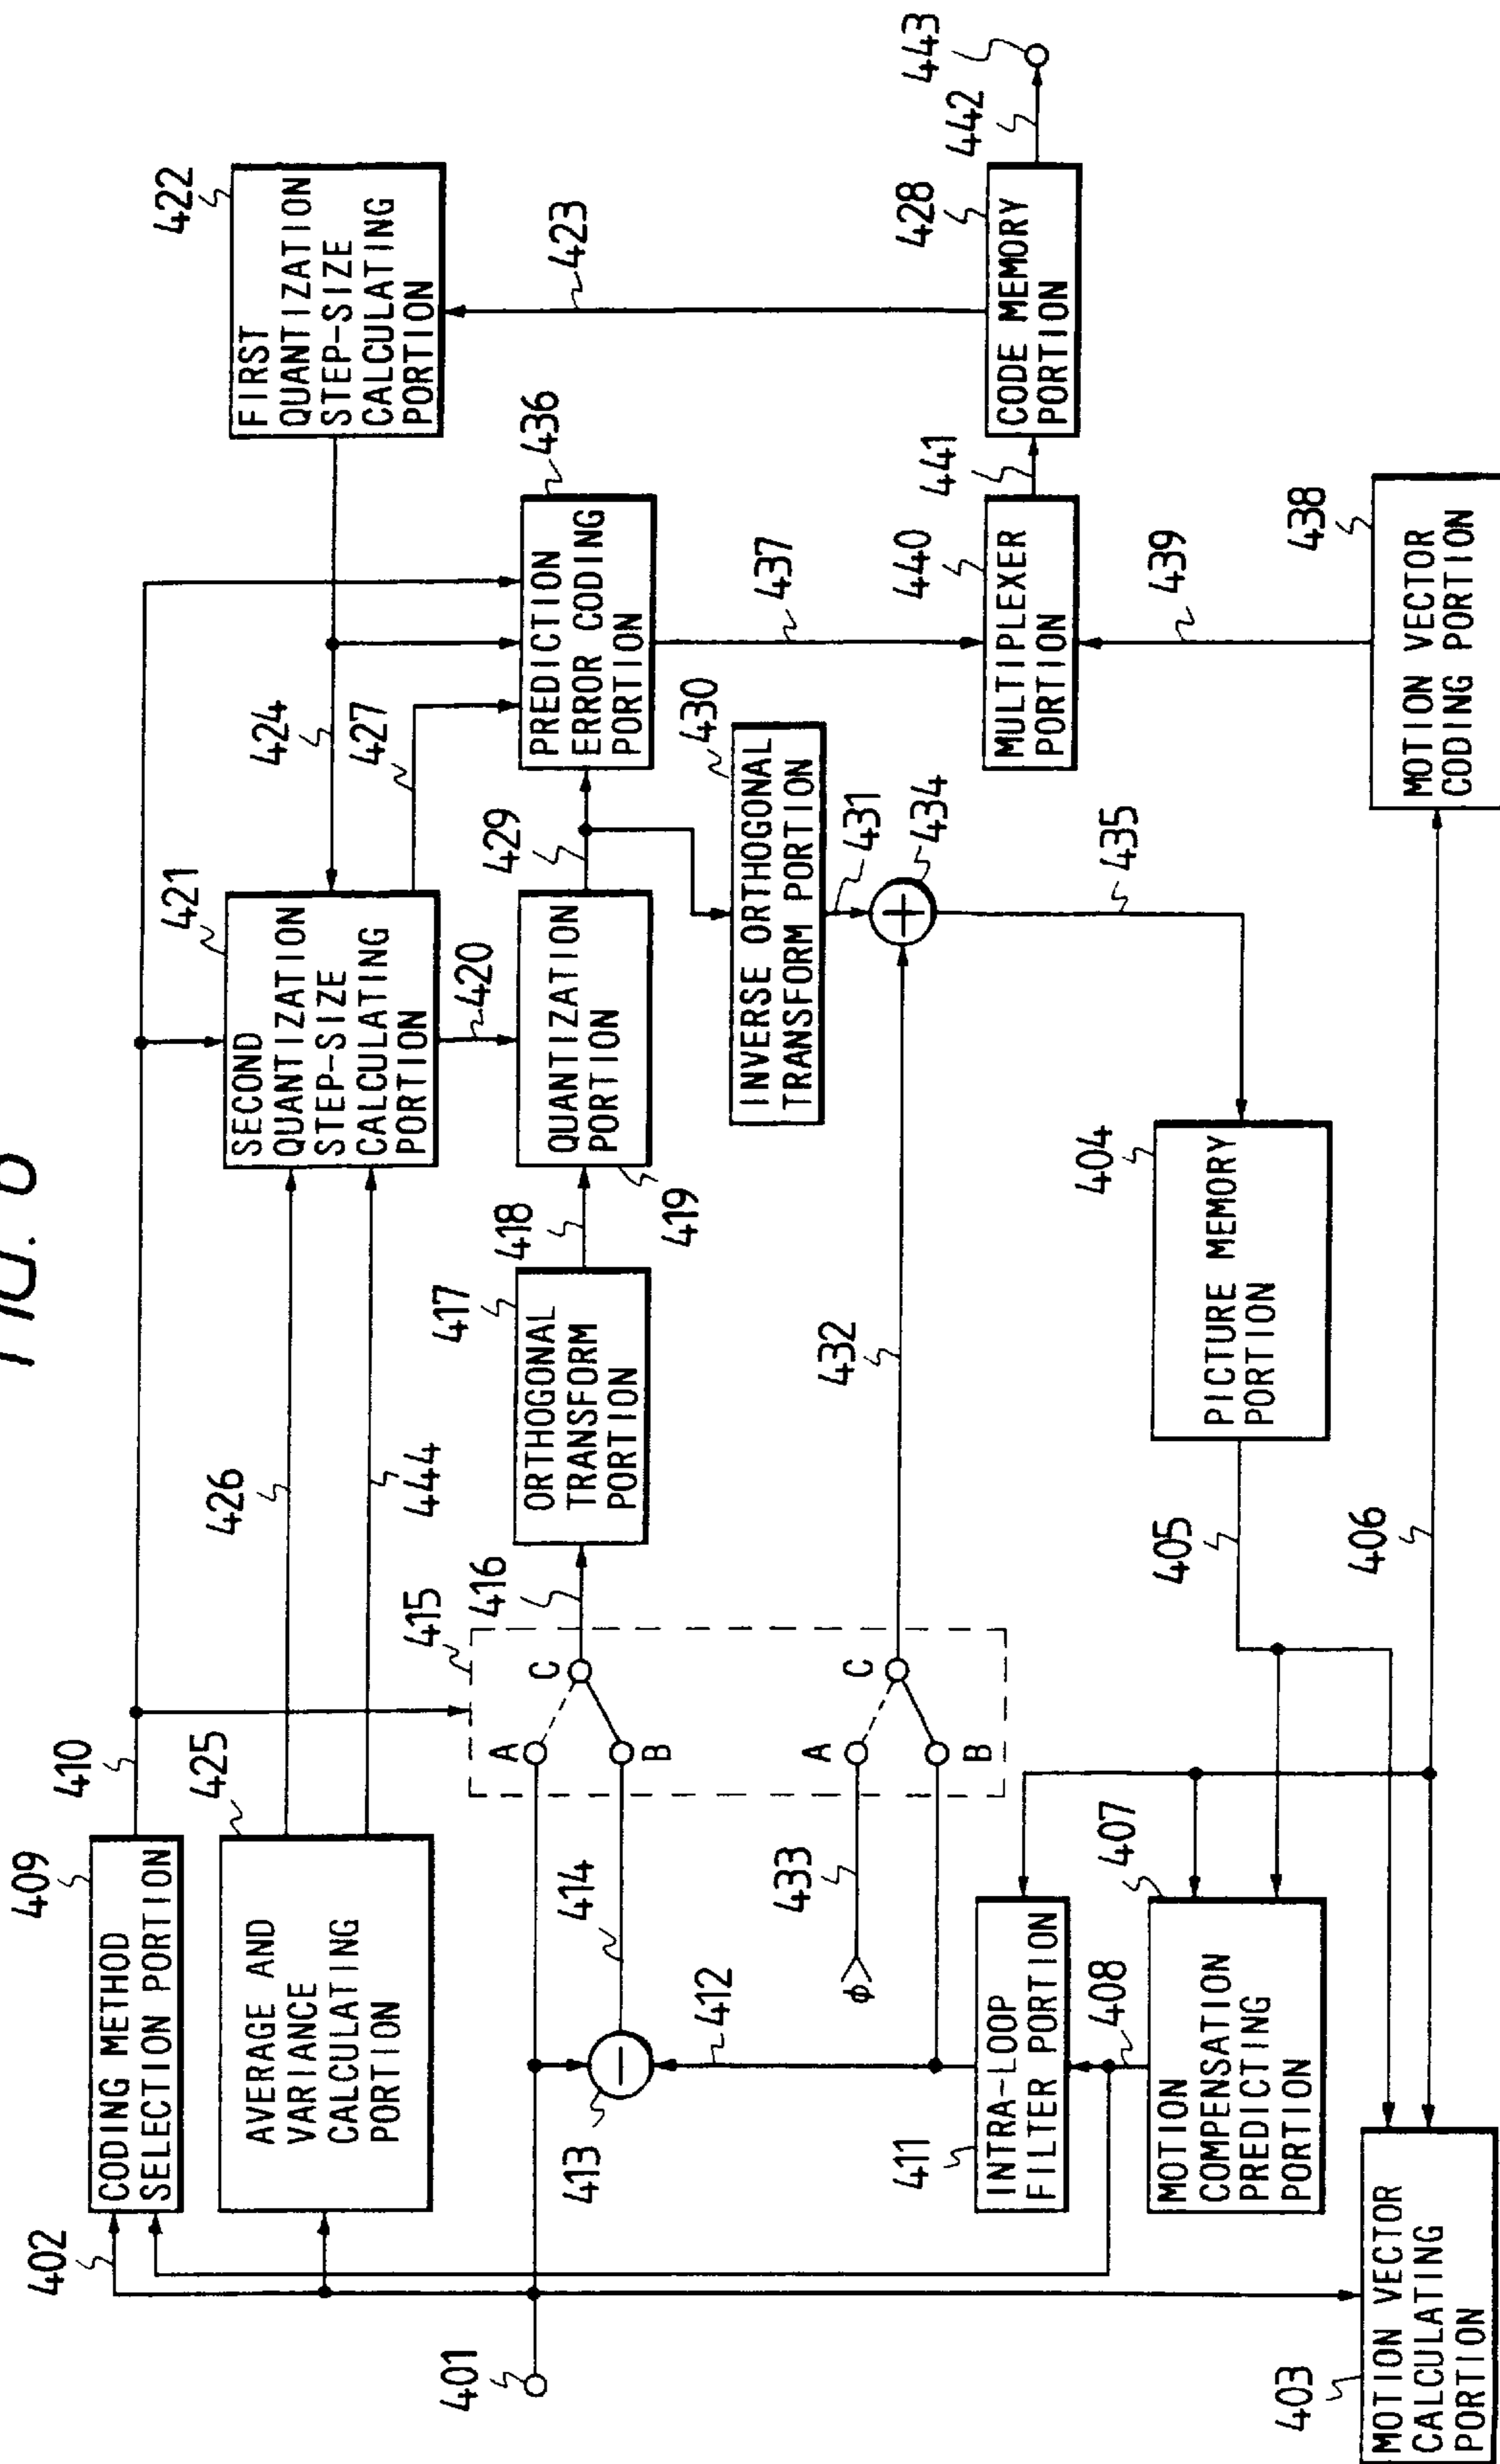 FIG.
402
409
CODING METHOD
SELECTION PORTION
410
425
AVERAGE AND
VARIANCE
CALCULATING
PORTION
426
444
421
SECOND
QUANTIZATION
STEP-SIZE
CALCULATING
PORTION
424
427
422
FIRST
QUANTIZATION
STEP-SIZE
CALCULATING
PORTION
423
401
413
414
412
415
A
B
C
416
417
ORTHOGONAL
TRANSFORM
PORTION
418
419
QUANTIZATION
PORTION
420
429
436
PREDICTION
ERROR CODING
PORTION
437
430
INVERSE ORTHOGONAL
TRANSFORM PORTION
431
434
435
φ
433
A
B
C
432
411
INTRA-LOOP
FILTER PORTION
408
407
MOTION
COMPENSATION
PREDICTING
PORTION
440
MULTIPLEXER
PORTION
441
428
CODE MEMORY
PORTION
442
443
439
404
PICTURE MEMORY
PORTION
405
406
403
MOTION VECTOR
CALCULATING
PORTION
438
MOTION VECTOR
CODING PORTION